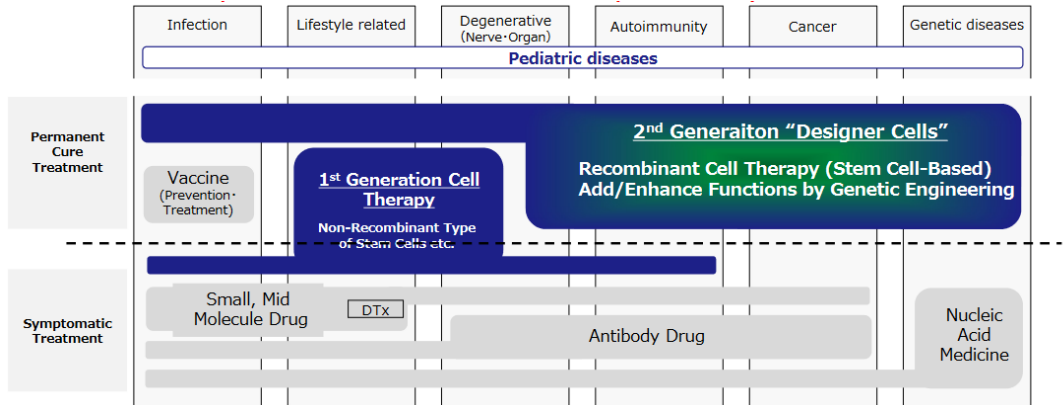 Infection
Lifestyle related
Degenerative
(Nerve・Organ)
Autoimmunity
Cancer
Genetic diseases
Pediatric diseases
Permanent
Cure
Treatment
2nd Generaiton “Designer Cells”
Recombinant Cell Therapy (Stem Cell-Based)
Add/Enhance Functions by Genetic Engineering
Vaccine
(Prevention・
Treatment)
1st Generation Cell
Therapy
Non-Recombinant Type
of Stem Cells etc.
Symptomatic
Treatment
Small, Mid
Molecule Drug
DTx
Antibody Drug
Nucleic
Acid
Medicine